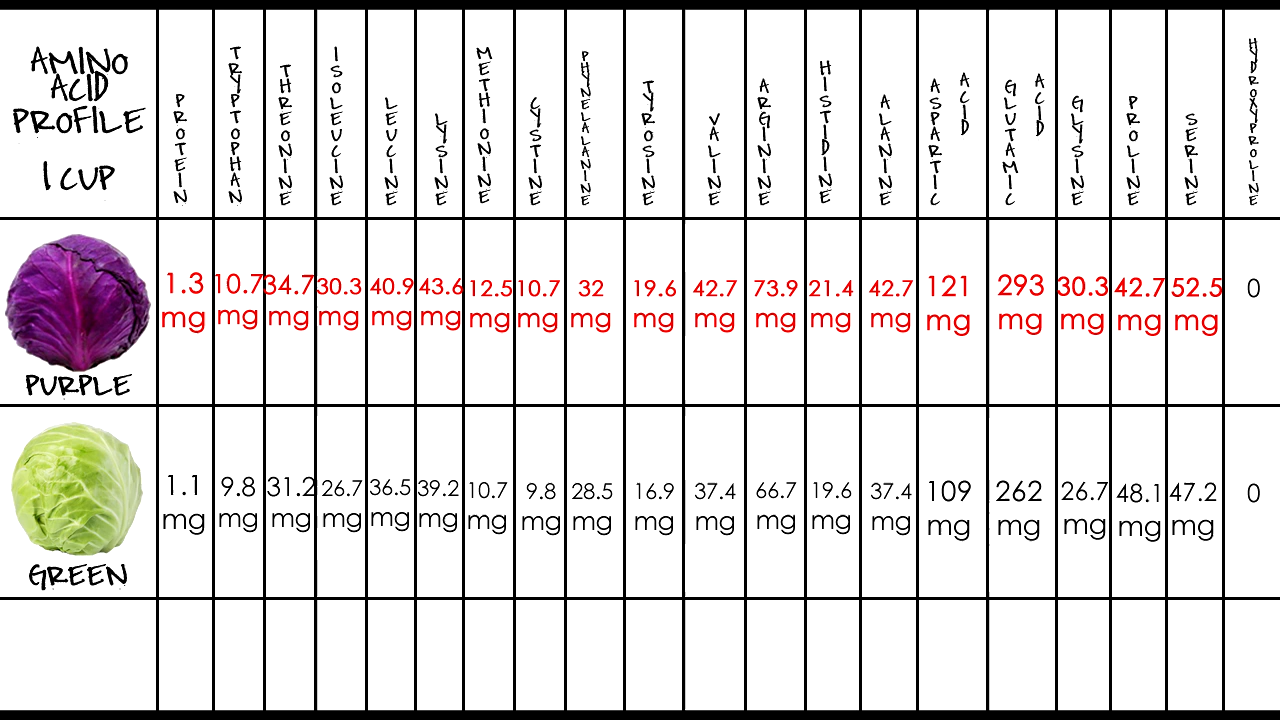 AMINO
ACID
PROFILE
1 CUP
PROTEIN
TRYPTOPHAN
THREONINE
ISOLEUCINE
LEUCINE
LYSINE
METHIONINE
CYSTINE
PHYNELALANINE
TYROSINE
VALINE
ARGININE
HISTIDINE
ALANINE
ASPARTIC ACID
GLUTAMIC ACID
GLYSINE
PROLINE
SERINE
HYDROXYPROLINE
1.3 10.7 34.7 30.3 40.9 43.6 12.5 10.7 32 19.6 42.7 73.9 21.4 42.7 121 293 30.3 42.7 52.5 0
mg mg mg mg mg mg mg mg mg mg mg mg mg mg mg mg mg mg mg
PURPLE
1.1 9.8 31.2 26.7 36.5 39.2 10.7 9.8 28.5 16.9 37.4 66.7 19.6 37.4 109 262 26.7 48.1 47.2 0
mg mg mg mg mg mg mg mg mg mg mg mg mg mg mg mg mg mg mg
GREEN